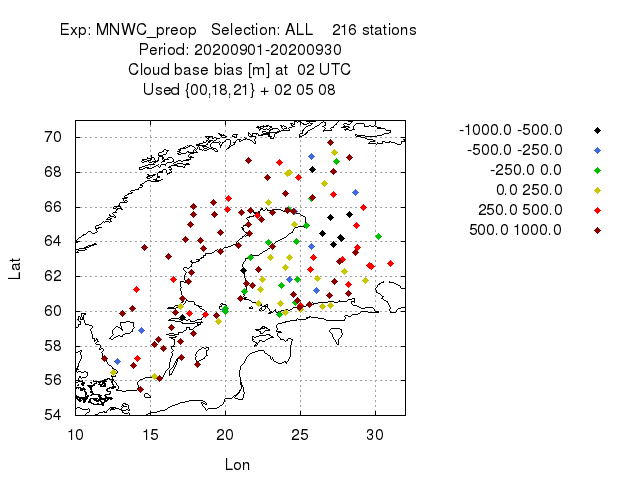 Exp: MNWC_preop Selection: ALL 216 stations
Period: 20200901-20200930
Cloud base bias [m] at 02 UTC
Used {00,18,21} + 02 05 08
-1000.0 -500.0
-500.0 -250.0
-250.0 0.0
0.0 250.0
250.0 500.0
500.0 1000.0
70
68
66
64
62
60
58
56
54
Lat
10 15 20 25 30
Lon